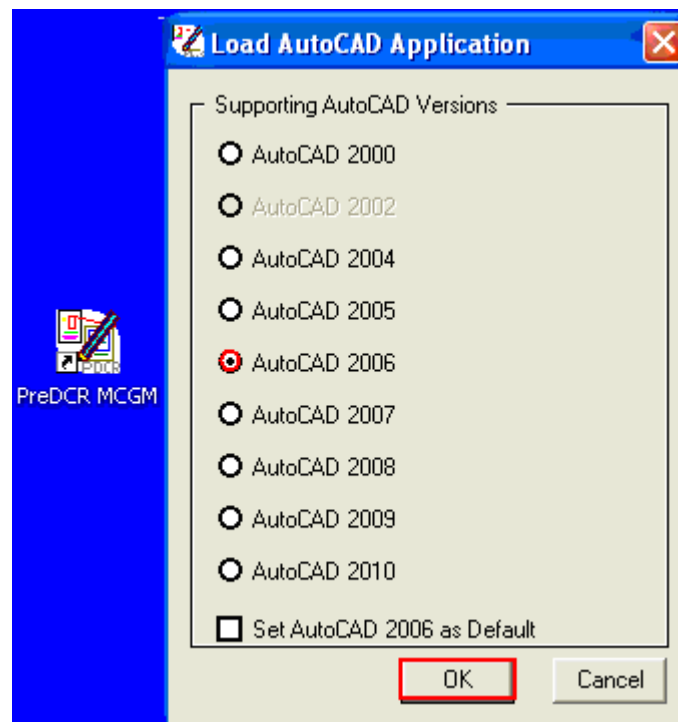 Load AutoCAD Application
Supporting AutoCAD Versions
AutoCAD 2000
AutoCAD 2002
AutoCAD 2004
AutoCAD 2005
AutoCAD 2006
AutoCAD 2007
AutoCAD 2008
AutoCAD 2009
AutoCAD 2010
Set AutoCAD 2006 as Default
OK
Cancel
PDCR
PreDCR MCGM